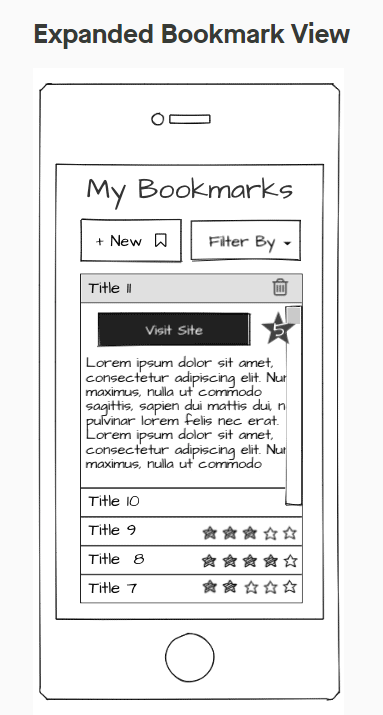 Expanded Bookmark View
My Bookmarks
+ New
Filter By
Title 11
Visit Site
5
Lorem ipsum dolor sit amet,
consectetur adipiscing elit. Nu
maximus, nulla ut commodo
sagittis, sapien dui mattis dui, n
pulvinar lorem felis nec erat.
Lorem ipsum dolor sit amet,
consectetur adipiscing elit. Nu
maximus, nulla ut commodo
Title 10
Title 9
Title 8
Title 7